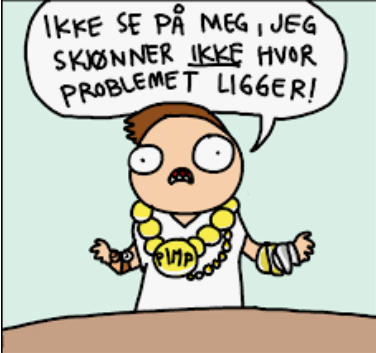 IKKE SE PÅ MEG, JEG
SKJØNNER IKKE HVOR
PROBLEMET LIGGER!
PIMP